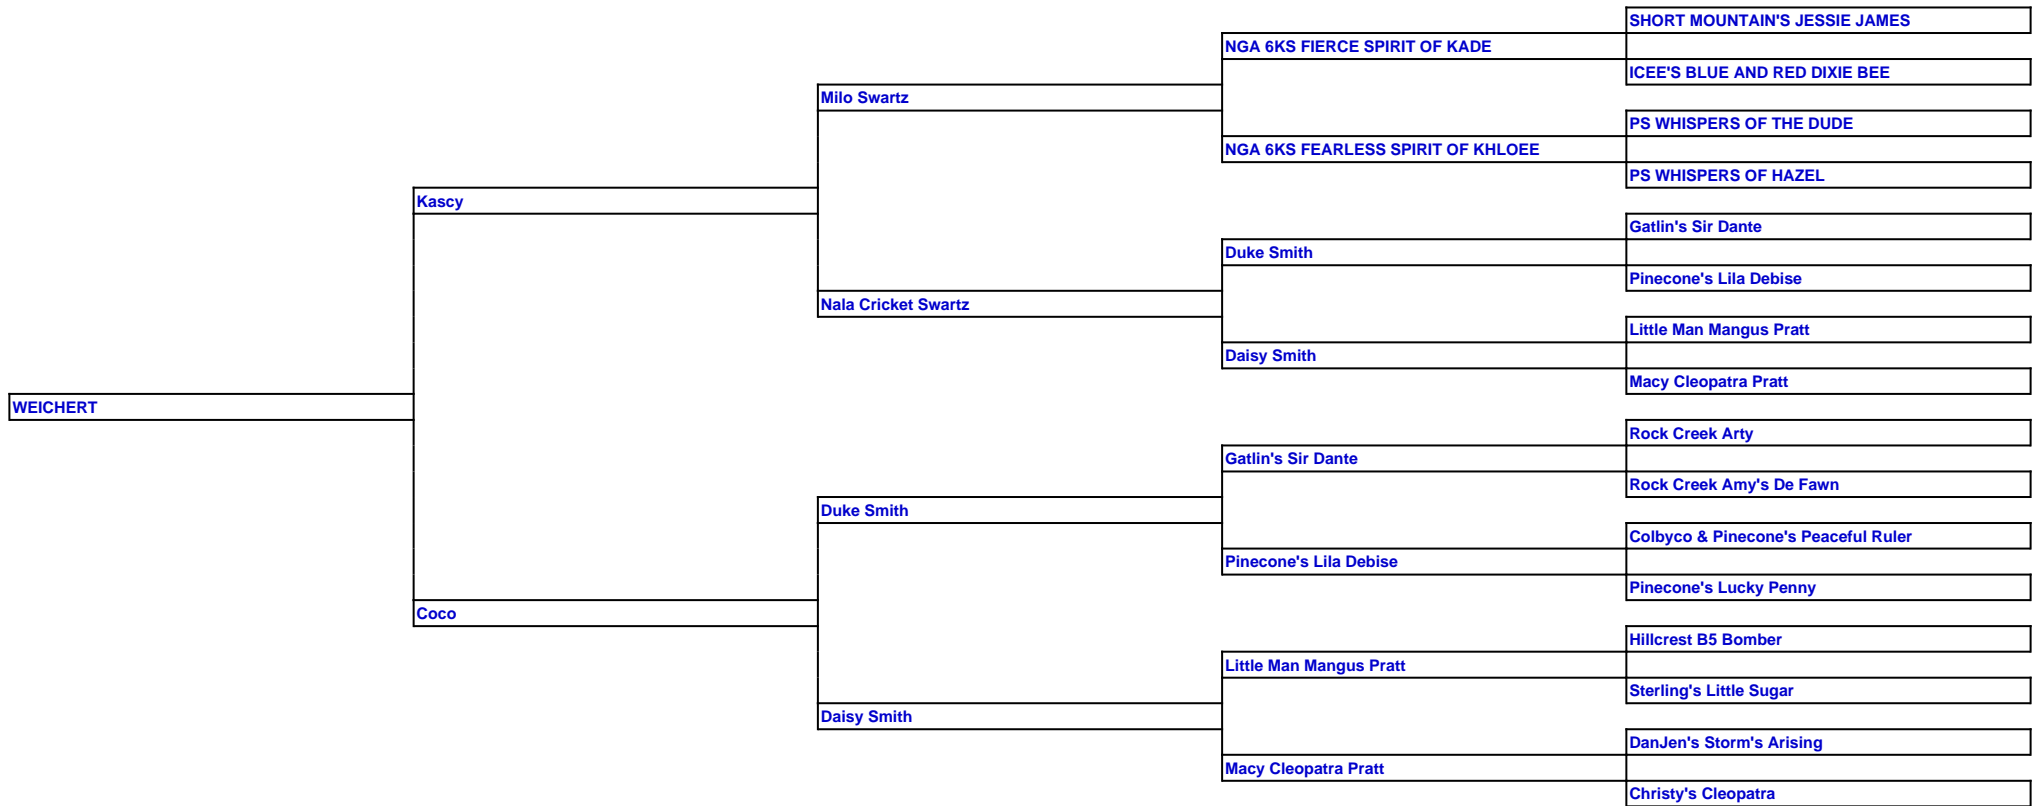 SHORT MOUNTAIN'S JESSIE JAMES
NGA 6KS FIERCE SPIRIT OF KADE
ICEE'S BLUE AND RED DIXIE BEE
Milo Swartz
PS WHISPERS OF THE DUDE
NGA 6KS FEARLESS SPIRIT OF KHLOEE
PS WHISPERS OF HAZEL
Kascy
Gatlin's Sir Dante
Duke Smith
Pinecone's Lila Debise
Nala Cricket Swartz
Little Man Mangus Pratt
Daisy Smith
Macy Cleopatra Pratt
WEICHERT
Rock Creek Arty
Gatlin's Sir Dante
Rock Creek Amy's De Fawn
Duke Smith
Colbyco & Pinecone's Peaceful Ruler
Pinecone's Lila Debise
Pinecone's Lucky Penny
Coco
Hillcrest B5 Bomber
Little Man Mangus Pratt
Sterling's Little Sugar
Daisy Smith
DanJen's Storm's Arising
Macy Cleopatra Pratt
Christy's Cleopatra